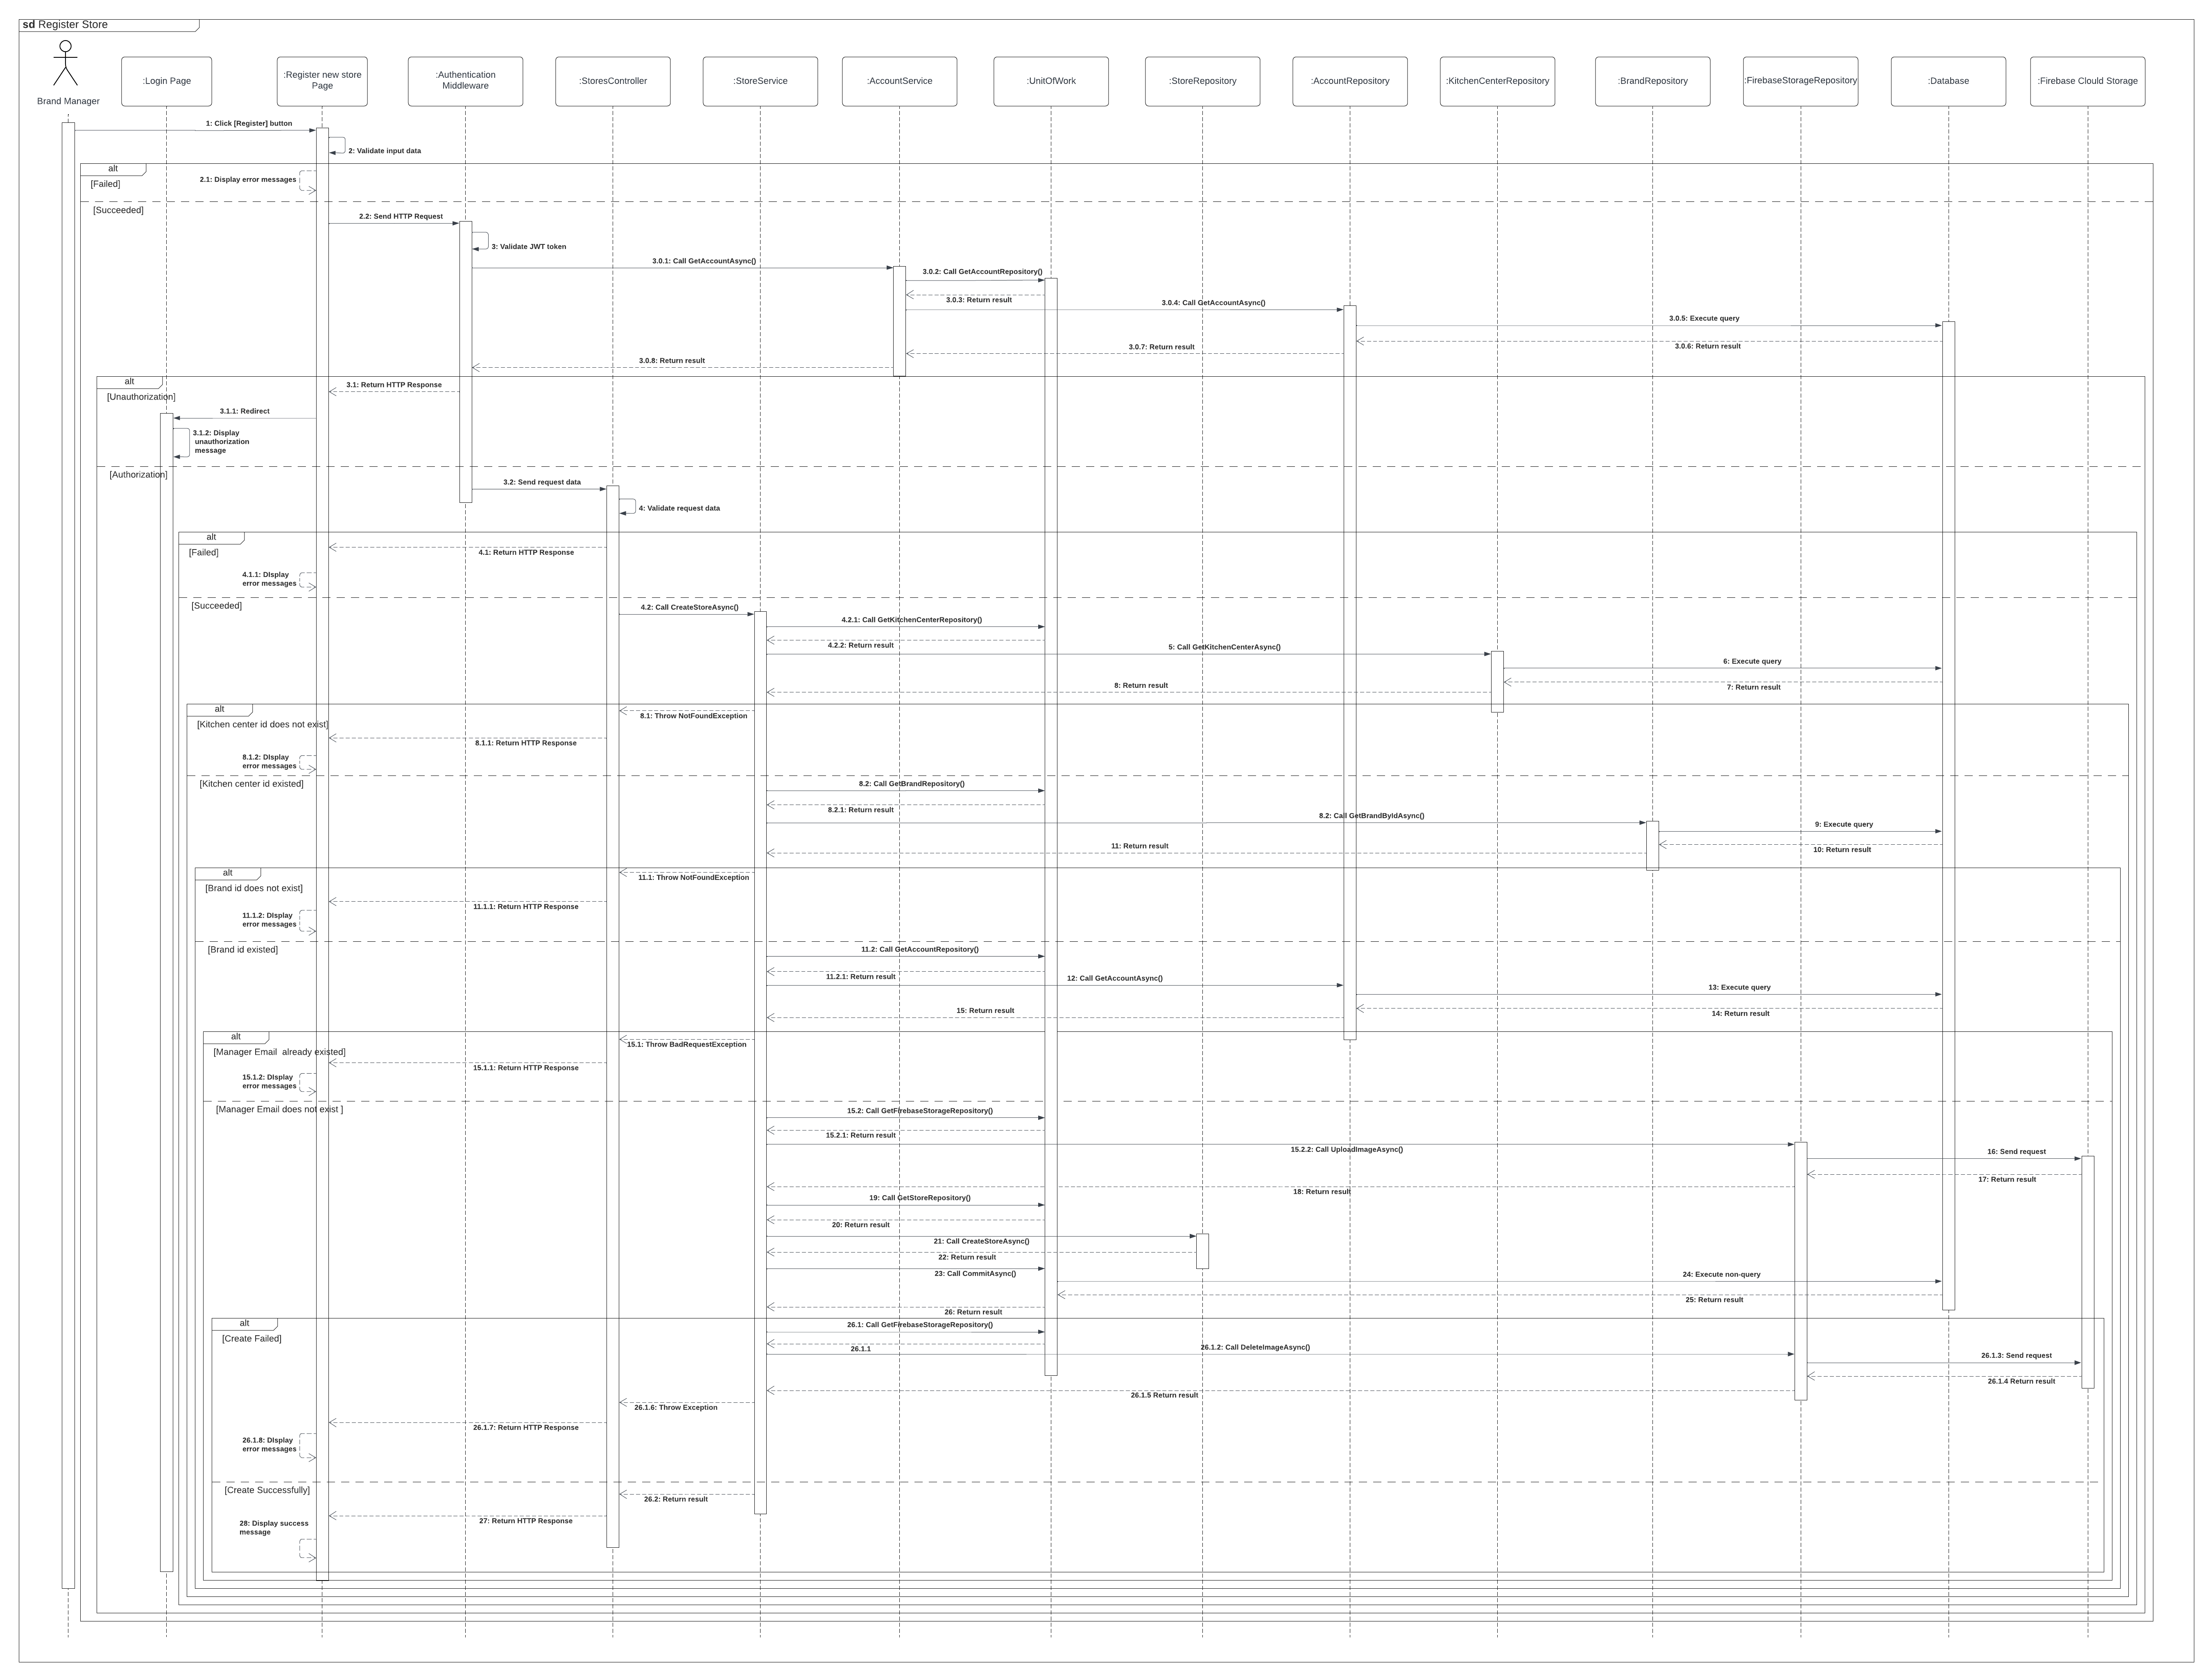 sd Register Store
Brand Manager
:Login Page
:Register new store
Page
:Authentication
Middleware
:StoresController
:StoreService
:AccountService
:UnitOfWork
:StoreRepository
:AccountRepository
:KitchenCenterRepository
:BrandRepository
:FirebaseStorageRepository
:Database
:Firebase Clould Storage
1: Click [Register] button
2: Validate input data
alt
[Failed]
2.1: Display error messages
[Succeeded]
2.2: Send HTTP Request
3: Validate JWT token
3.0.1: Call GetAccountAsync()
3.0.2: Call GetAccountRepository()
3.0.3: Return result
3.0.4: Call GetAccountAsync()
3.0.5: Execute query
3.0.6: Return result
3.0.7: Return result
3.0.8: Return result
alt
[Unauthorization]
3.1: Return HTTP Response
3.1.1: Redirect
3.1.2: Display
unauthorization
message
[Authorization]
3.2: Send request data
4: Validate request data
alt
[Failed]
4.1: Return HTTP Response
4.1.1: DIsplay
error messages
[Succeeded]
4.2: Call CreateStoreAsync()
4.2.1: Call GetKitchenCenterRepository()
4.2.2: Return result
5: Call GetKitchenCenterAsync()
6: Execute query
7: Return result
8: Return result
alt
[Kitchen center id does not exist]
8.1: Throw NotFoundException
8.1.1: Return HTTP Response
8.1.2: DIsplay
error messages
[Kitchen center id existed]
8.2: Call GetBrandRepository()
8.2.1: Return result
8.2: Call GetBrandByIdAsync()
9: Execute query
10: Return result
11: Return result
alt
[Brand id does not exist]
11.1: Throw NotFoundException
11.1.1: Return HTTP Response
11.1.2: DIsplay
error messages
[Brand id existed]
11.2: Call GetAccountRepository()
11.2.1: Return result
12: Call GetAccountAsync()
13: Execute query
14: Return result
15: Return result
alt
[Manager Email  already existed]
15.1: Throw BadRequestException
15.1.1: Return HTTP Response
15.1.2: DIsplay
error messages
[Manager Email does not exist ]
15.2: Call GetFirebaseStorageRepository()
15.2.1: Return result
15.2.2: Call UploadImageAsync()
16: Send request
17: Return result
18: Return result
19: Call GetStoreRepository()
20: Return result
21: Call CreateStoreAsync()
22: Return result
23: Call CommitAsync()
24: Execute non-query
25: Return result
26: Return result
alt
[Create Failed]
26.1: Call GetFirebaseStorageRepository()
26.1.1
26.1.2: Call DeleteImageAsync()
26.1.3: Send request
26.1.4 Return result
26.1.5 Return result
26.1.6: Throw Exception
26.1.7: Return HTTP Response
26.1.8: DIsplay
error messages
[Create Successfully]
26.2: Return result
27: Return HTTP Response
28: Display success
message